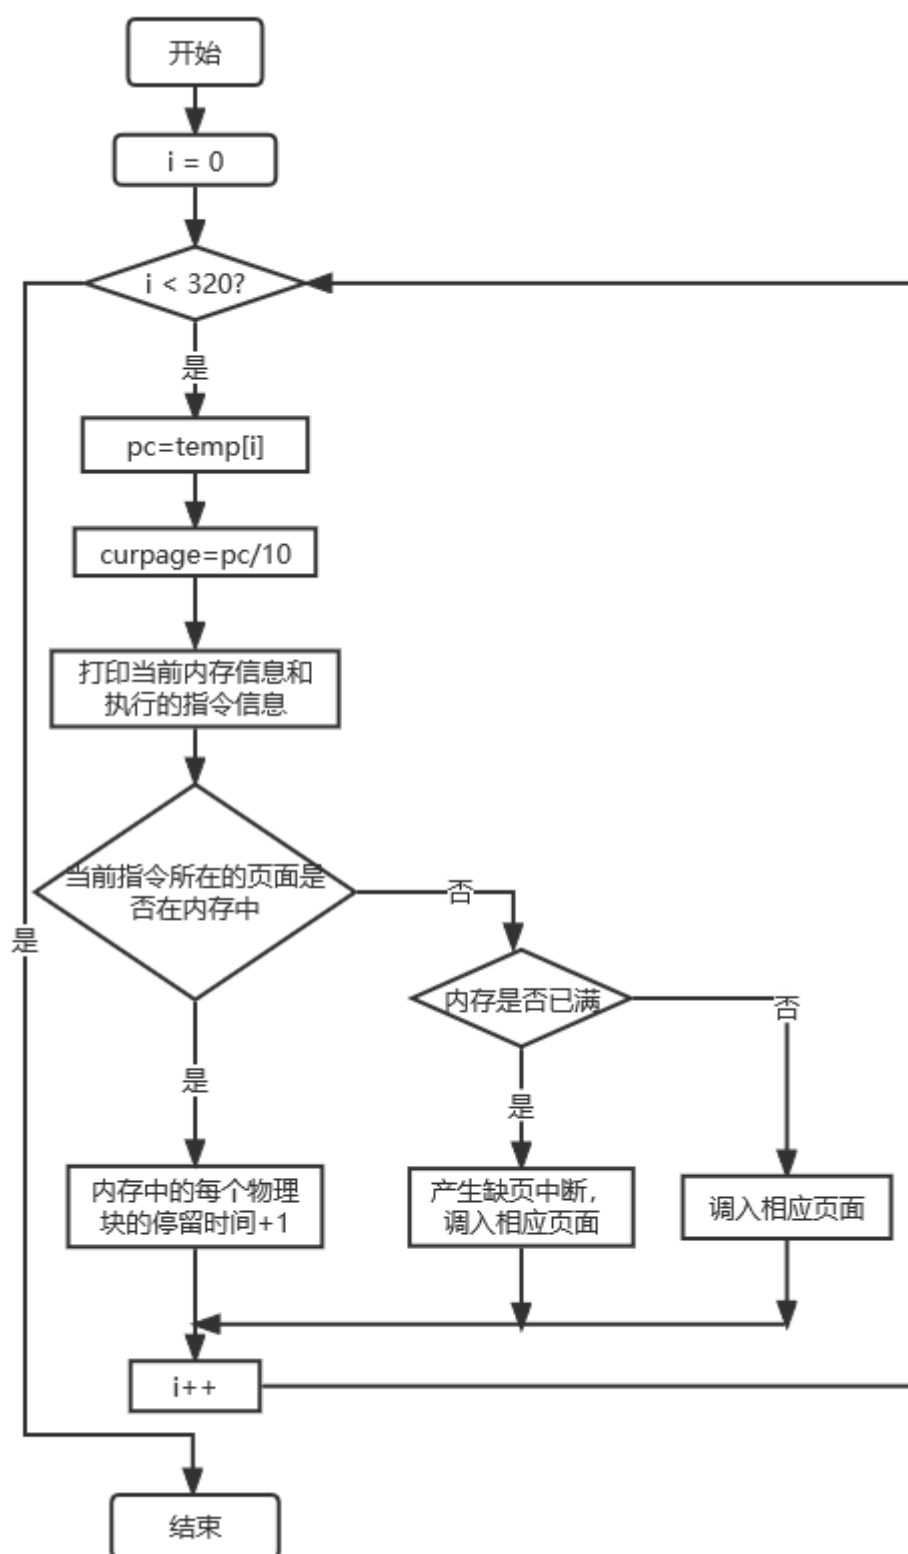 开始
i = 0
i < 320?
是
pc=temp[i]
curpage=pc/10
打印当前内存信息和
执行的指令信息
当前指令所在的页面是
否在内存中
否
是
内存是否已满
否
是
是
内存中的每个物理
块的停留时间+1
产生缺页中断，
调入相应页面
调入相应页面
i++
结束